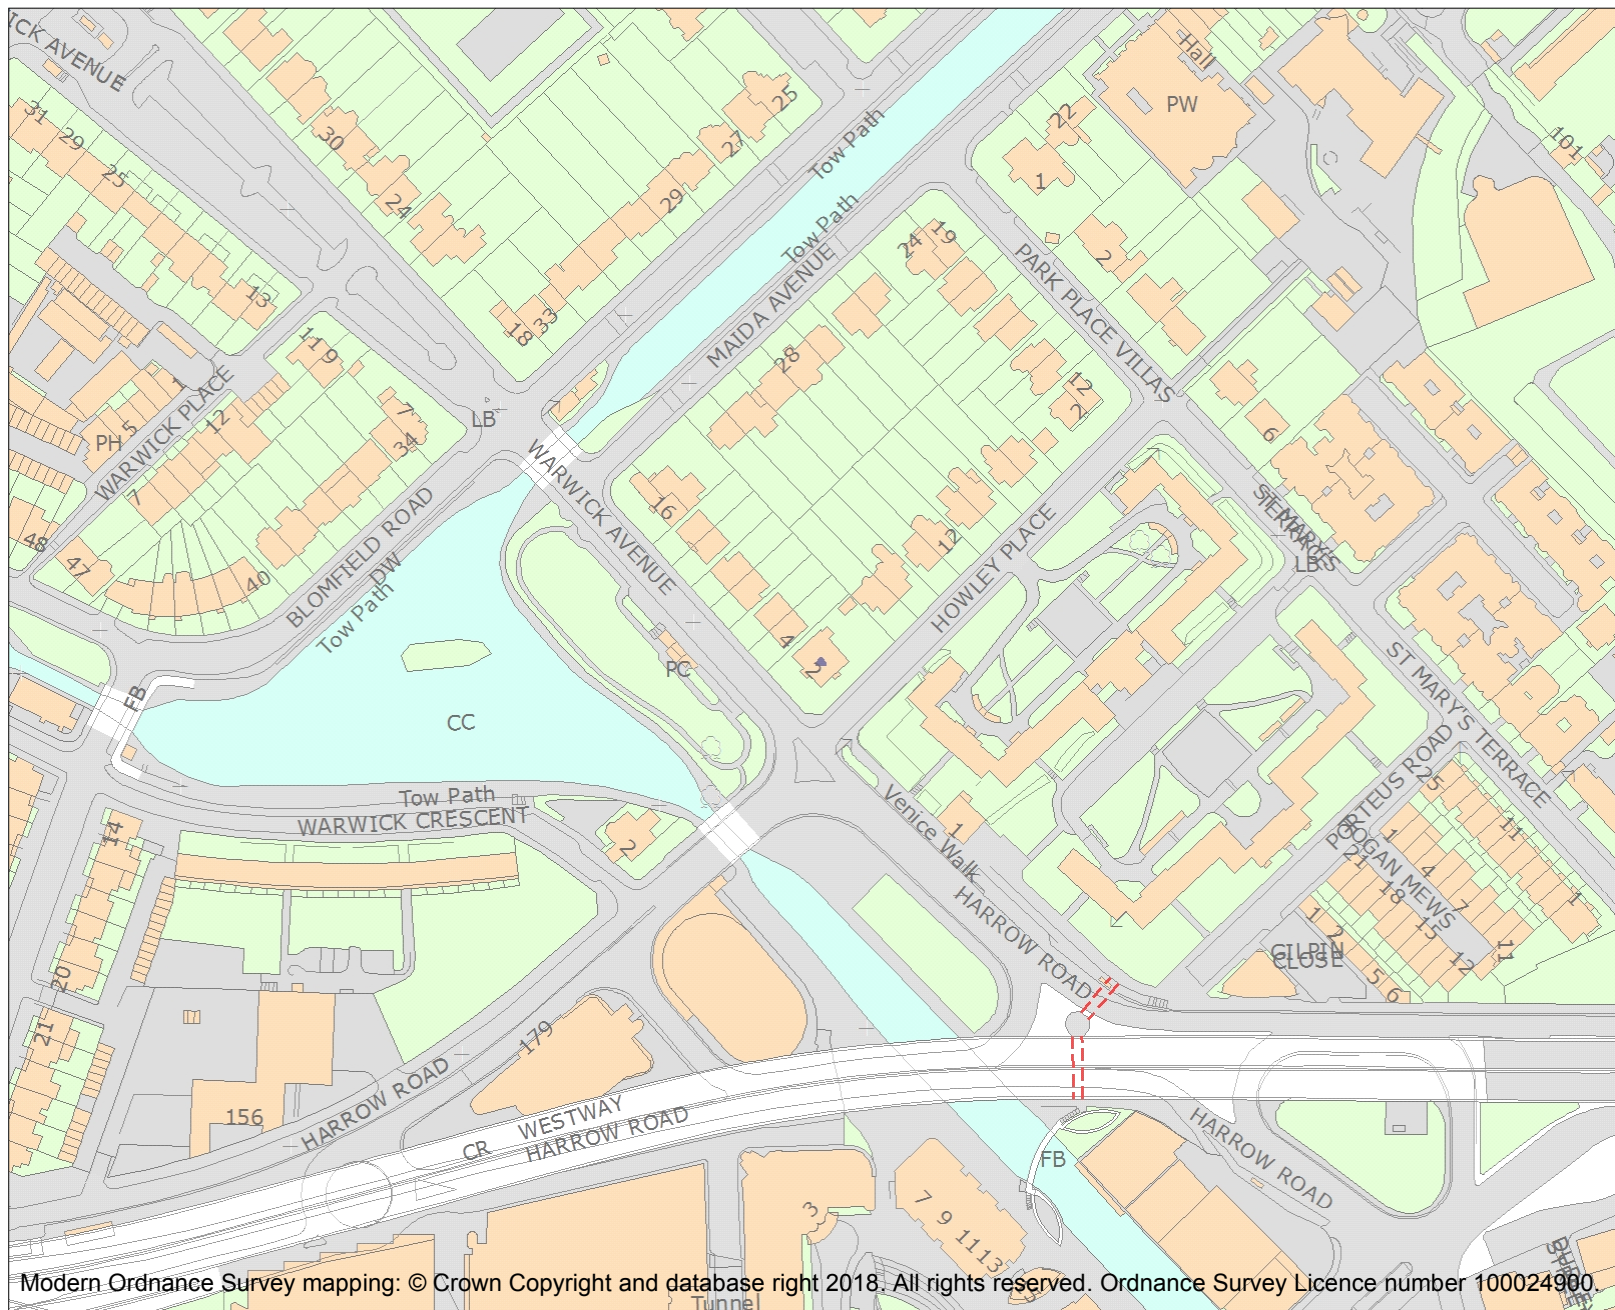 ICK AVENUE
Hall
PW
31
29
25
30
24
25
27
29
Tow Path
22
1
101
13
18
33
Tow Path
MAIDA AVENUE
24
19
2
PARK PLACE VILLAS
11
9
1
WARWICK PLACE
5
PH
12
7
7
34
LB
28
12
2
6
WARWICK AVENUE
48
47
40
BLOMFIELD ROAD
DW
Tow Path
16
12
HOWLEY PLACE
ST MARY'S
TERRACE
LB
4
2
PC
FB
CC
ST MARY'S TERRACE
Tow Path
WARWICK CRESCENT
14
2
Venice Walk
1
PORTEUS ROAD
25
11
1
HOGAN MEWS
21
4
18
7
15
12
11
1
HARROW ROAD
1
2
GILPIN
CLOSE
5
6
20
21
179
156
HARROW ROAD
CR
WESTWAY
HARROW ROAD
HARROW ROAD
FB
3
7
9
11
13
15
Tunnel
Modern Ordnance Survey mapping: © Crown Copyright and database right 2018. All rights reserved. Ordnance Survey Licence number 100024900.